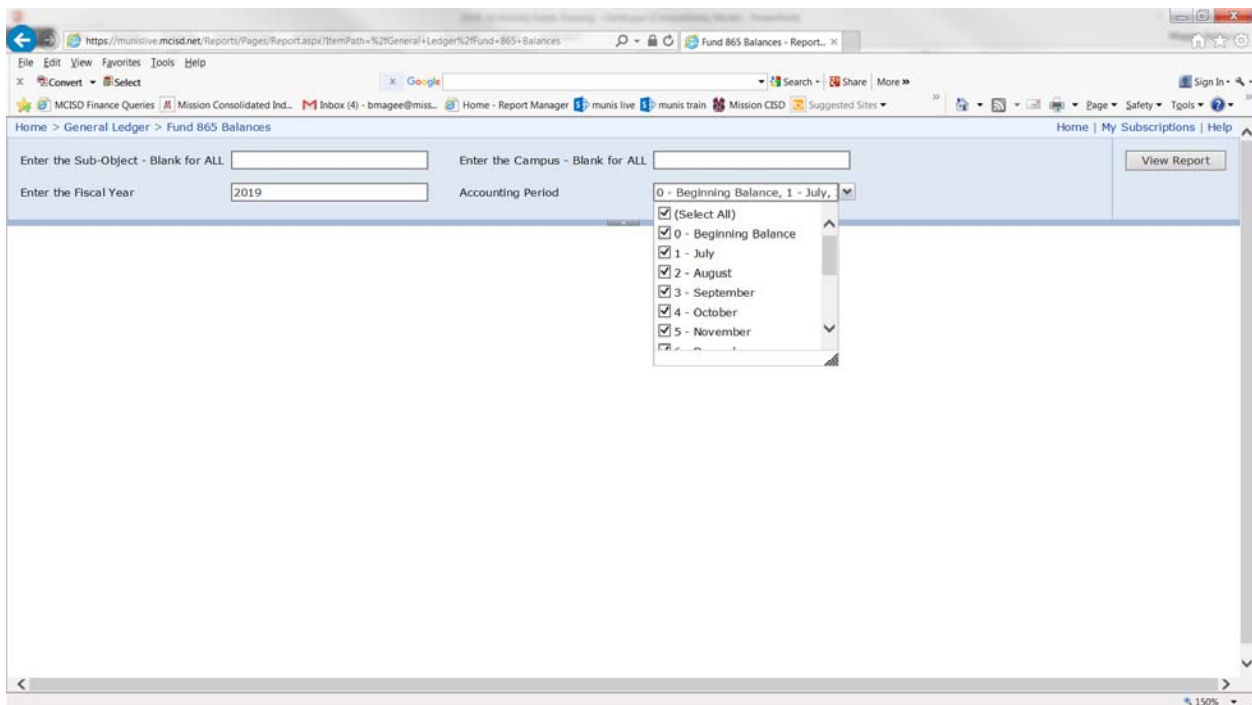 https://munislive.mcisd.net/Reports/Pages/Report.aspx?ItemPath=%2fGeneral+Ledger%2fFund+865+Balances
Fund 865 Balances - Report...
File Edit View Favorites Tools Help
x Convert Select
x Google
Search Share More »
Sign In
MCISD Finance Queries Mission Consolidated Ind... Inbox (4) - bmagee@miss... Home - Report Manager munis live munis train Mission CISD Suggested Sites
Page Safety Tools
Home > General Ledger > Fund 865 Balances
Home | My Subscriptions | Help
Enter the Sub-Object - Blank for ALL
Enter the Campus - Blank for ALL
View Report
Enter the Fiscal Year 2019
Accounting Period 0 - Beginning Balance, 1 - July,
(Select All)
0 - Beginning Balance
1 - July
2 - August
3 - September
4 - October
5 - November
150%